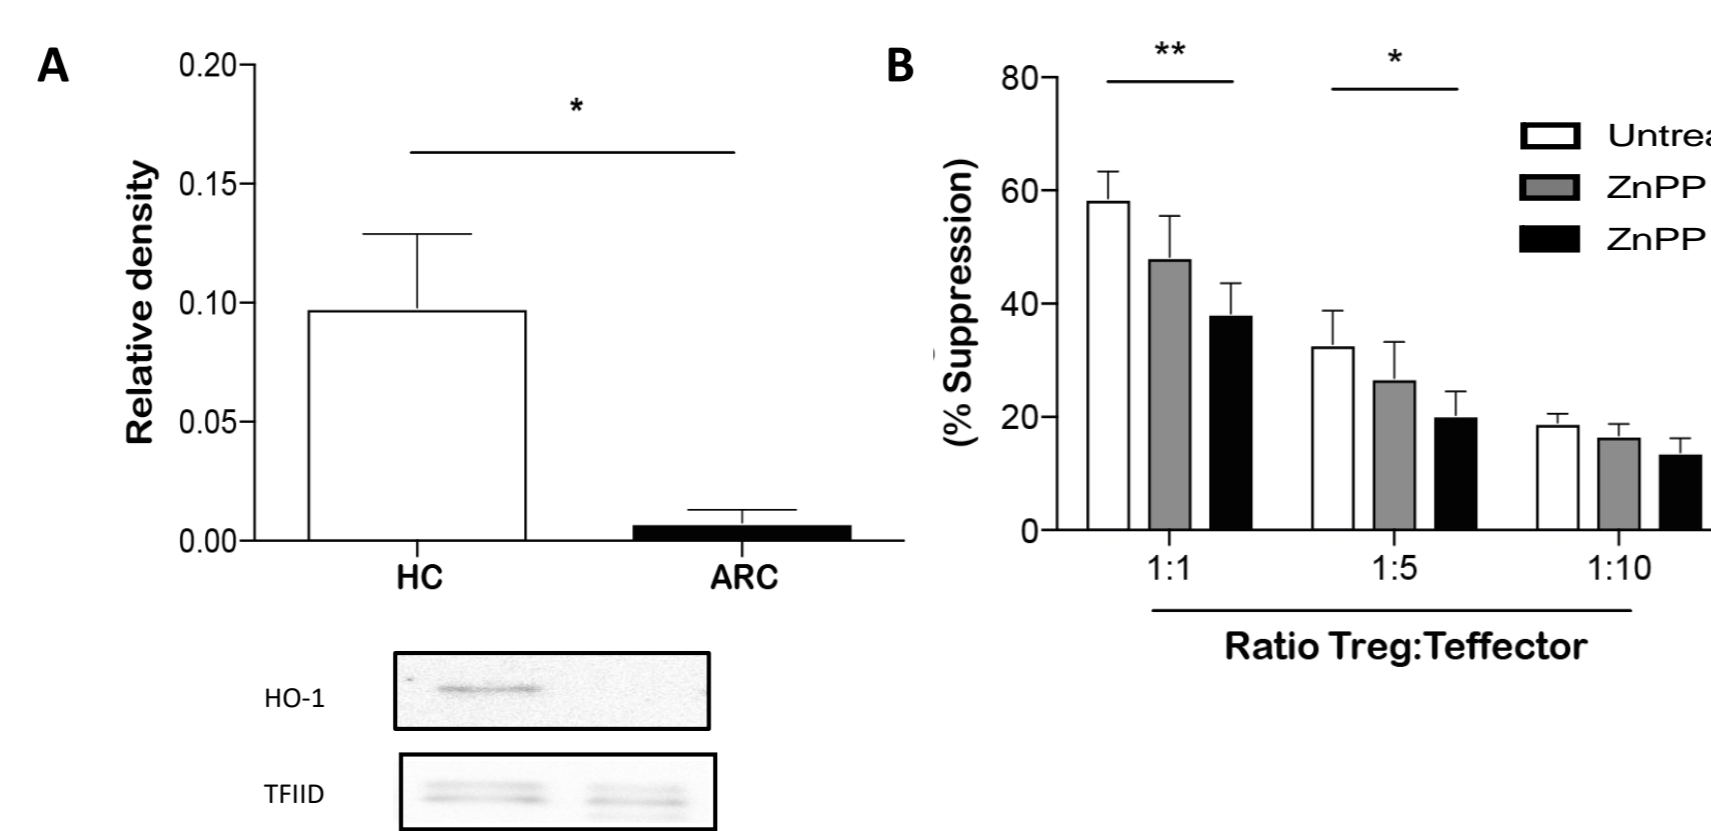 A
0.20
0.15
0.10
0.05
0.00
Relative density
*
HC
ARC
HO-1
TFIID
B
80
60
40
20
0
(% Suppression)
**
*
ZnPP
ZnPP
1:1
1:5
1:10
Ratio Treg:Teffector